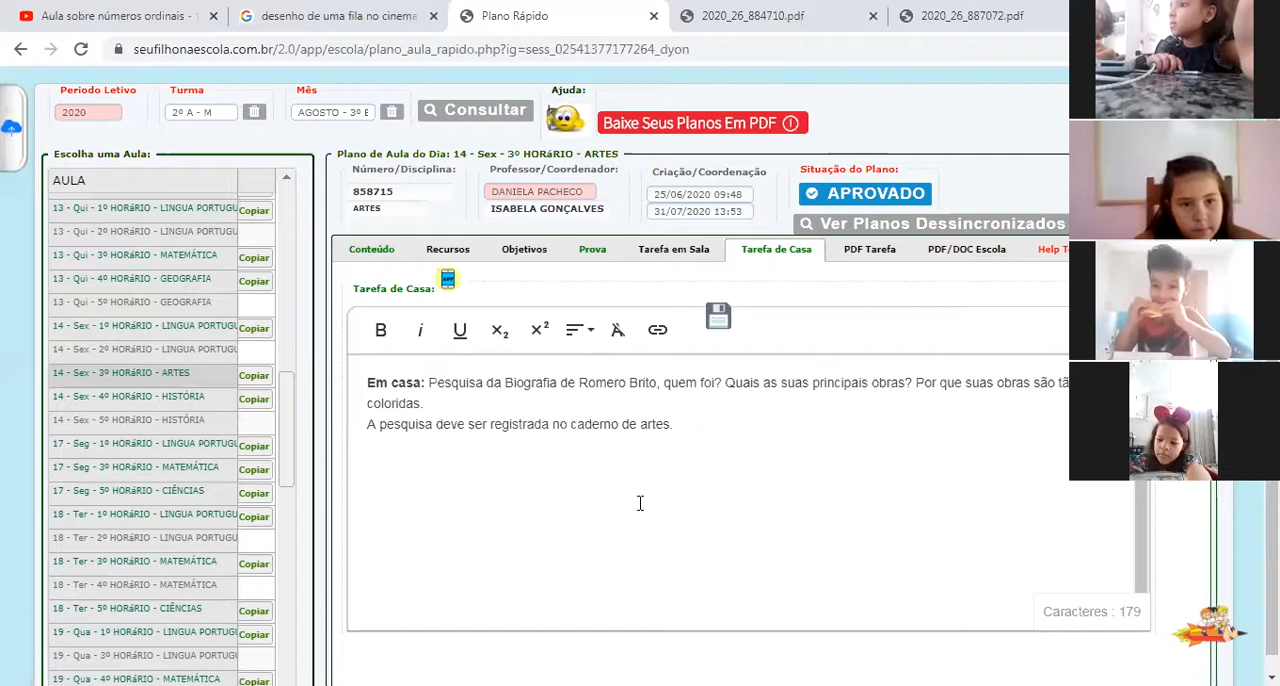 Aula sobre números ordinais -
desenho de uma fila no cinema
Plano Rápido
2020_26_884710.pdf
2020_26_887072.pdf
seufilhonaescola.com.br/2.0/app/escola/plano_aula_rapido.php?ig=sess_02541377177264_dyon
Periodo Letivo
Turma
Mês
Ajuda:
2020
2º A - M
AGOSTO - 3º E
Consultar
Baixe Seus Planos Em PDF
Escolha uma Aula:
AULA
13 - Qui - 1º HORáRIO - LINGUA PORTUGU Copiar
13 - Qui - 2º HORáRIO - LINGUA PORTUGU
13 - Qui - 3º HORáRIO - MATEMÁTICA Copiar
13 - Qui - 4º HORáRIO - GEOGRAFIA Copiar
13 - Qui - 5º HORáRIO - GEOGRAFIA
14 - Sex - 1º HORáRIO - LINGUA PORTUGU Copiar
14 - Sex - 2º HORáRIO - LINGUA PORTUGU
14 - Sex - 3º HORáRIO - ARTES Copiar
14 - Sex - 4º HORáRIO - HISTÓRIA Copiar
14 - Sex - 5º HORáRIO - HISTÓRIA
17 - Seg - 1º HORáRIO - LINGUA PORTUGU Copiar
17 - Seg - 3º HORáRIO - MATEMÁTICA Copiar
17 - Seg - 5º HORáRIO - CIÊNCIAS Copiar
18 - Ter - 1º HORáRIO - LINGUA PORTUGU Copiar
18 - Ter - 2º HORáRIO - LINGUA PORTUGU
18 - Ter - 3º HORáRIO - MATEMÁTICA Copiar
18 - Ter - 4º HORáRIO - MATEMÁTICA
18 - Ter - 5º HORáRIO - CIÊNCIAS Copiar
19 - Qua - 1º HORáRIO - LINGUA PORTUGU Copiar
19 - Qua - 3º HORáRIO - LINGUA PORTUGU
19 - Qua - 4º HORáRIO - MATEMÁTICA Copiar
Plano de Aula do Dia: 14 - Sex - 3º HORáRIO - ARTES
Número/Disciplina:
Professor/Coordenador:
Criação/Coordenação
Situação do Plano:
858715
DANIELA PACHECO
25/06/2020 09:48
APROVADO
ARTES
ISABELA GONÇALVES
31/07/2020 13:53
Ver Planos Dessincronizados
Conteúdo
Recursos
Objetivos
Prova
Tarefa em Sala
Tarefa de Casa
PDF Tarefa
PDF/DOC Escola
Help
Tarefa de Casa:
B i U X2 X2
Em casa: Pesquisa da Biografia de Romero Brito, quem foi? Quais as suas principais obras? Por que suas obras são tã
coloridas.
A pesquisa deve ser registrada no caderno de artes.
Caracteres : 179